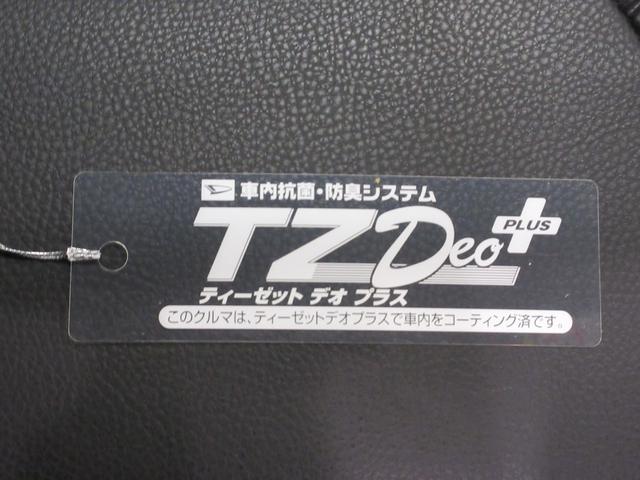 車内抗菌・防臭システム
TZ Deo PLUS
ティーゼット デオ プラス
このクルマは、ティーゼットデオプラスで車内をコーティング済です。